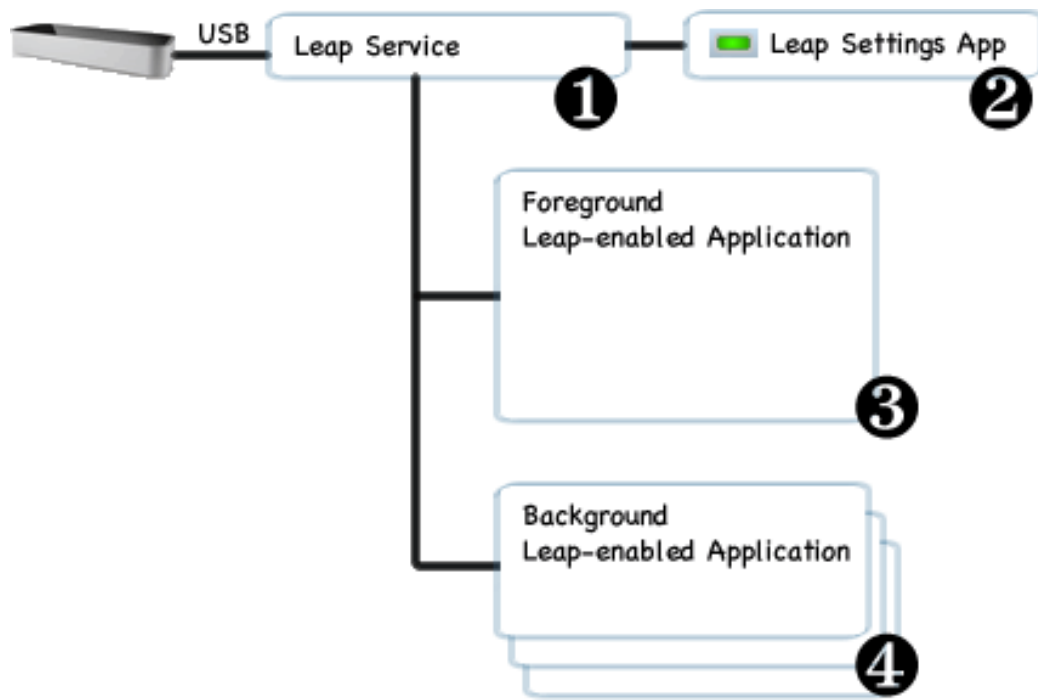 USB
Leap Service
1
Leap Settings App
2
Foreground
Leap-enabled Application
3
Background
Leap-enabled Application
4